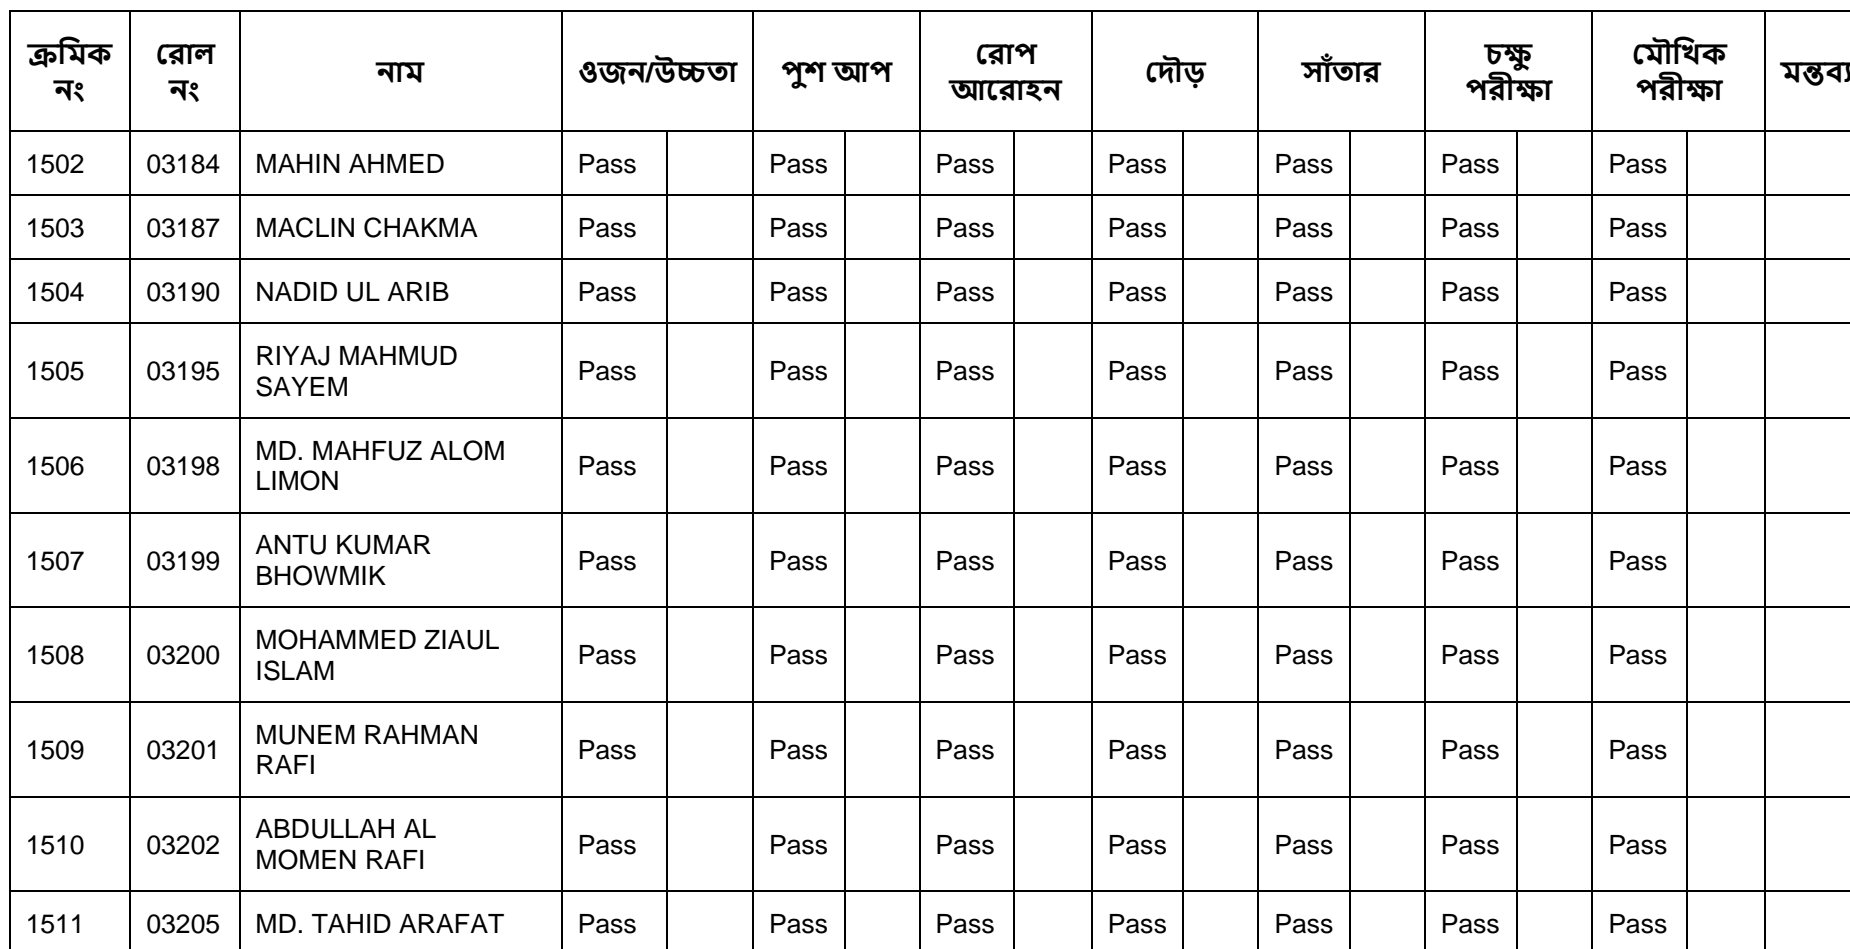 ক্রমিক নং রোল নং নাম ওজন/উচ্চতা পুশ আপ রোপ আরোহন দৌড় সাঁতার চক্ষু পরীক্ষা মৌখিক পরীক্ষা মন্তব্য
1502 03184 MAHIN AHMED Pass Pass Pass Pass Pass Pass Pass
1503 03187 MACLIN CHAKMA Pass Pass Pass Pass Pass Pass Pass
1504 03190 NADID UL ARIB Pass Pass Pass Pass Pass Pass Pass
1505 03195 RIYAJ MAHMUD SAYEM Pass Pass Pass Pass Pass Pass Pass
1506 03198 MD. MAHFUZ ALOM LIMON Pass Pass Pass Pass Pass Pass Pass
1507 03199 ANTU KUMAR BHOWMIK Pass Pass Pass Pass Pass Pass Pass
1508 03200 MOHAMMED ZIAUL ISLAM Pass Pass Pass Pass Pass Pass Pass
1509 03201 MUNEM RAHMAN RAFI Pass Pass Pass Pass Pass Pass Pass
1510 03202 ABDULLAH AL MOMEN RAFI Pass Pass Pass Pass Pass Pass Pass
1511 03205 MD. TAHID ARAFAT Pass Pass Pass Pass Pass Pass Pass